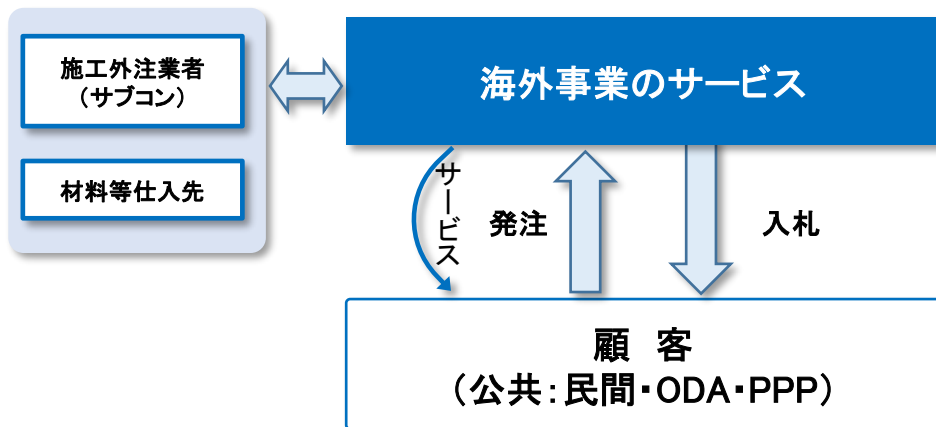 施工外注業者
（サブコン）
材料等仕入先
海外事業のサービス
サービス
発注
入札
顧　客
（公共：民間・ODA・PPP）